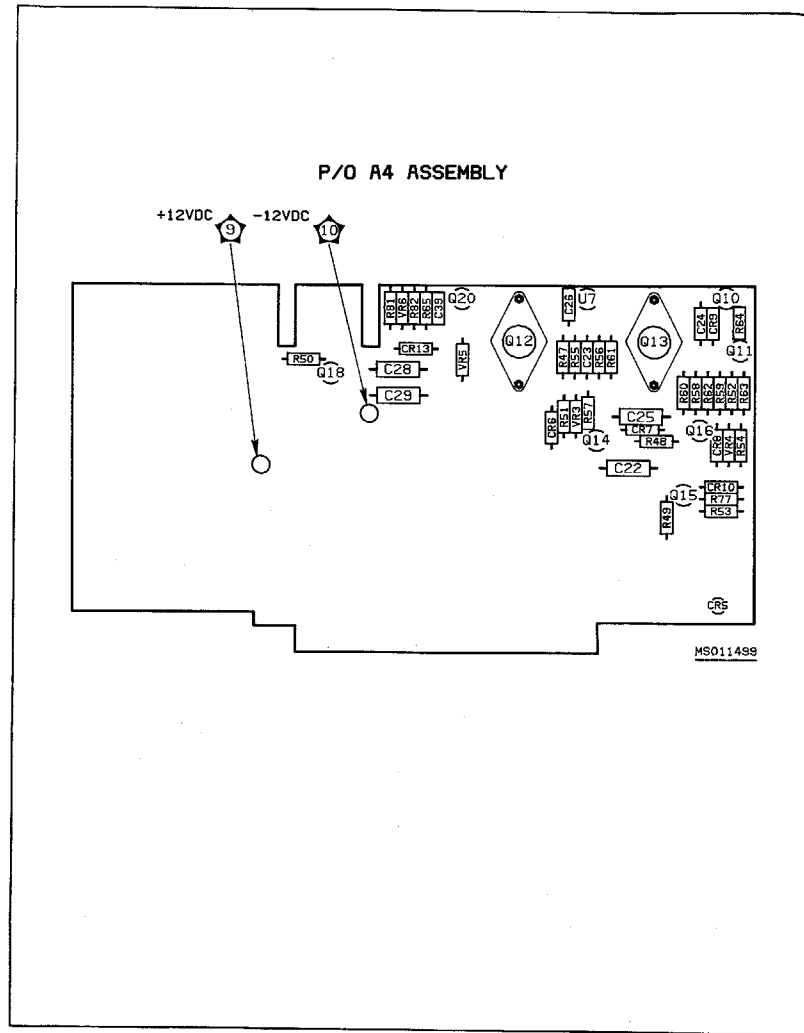 P/O A4 ASSEMBLY
+12VDC 9 -12VDC 10
R81 VR6 R82 R65 C39 Q20 C26 U7 Q10
C24 CR9 R64
Q12 Q13 Q11
R50 Q18 CR13 VR5 R47 R55 C23 R56 R61
C28
C29 R60 R58 R62 R59 R52 R63
CR6 R51 VR3 R57 C25
Q14 CR7 Q16
R48 CR8 VR4 R54
C22
CR10
Q15 R77
R49 R53
CR5
MS011499